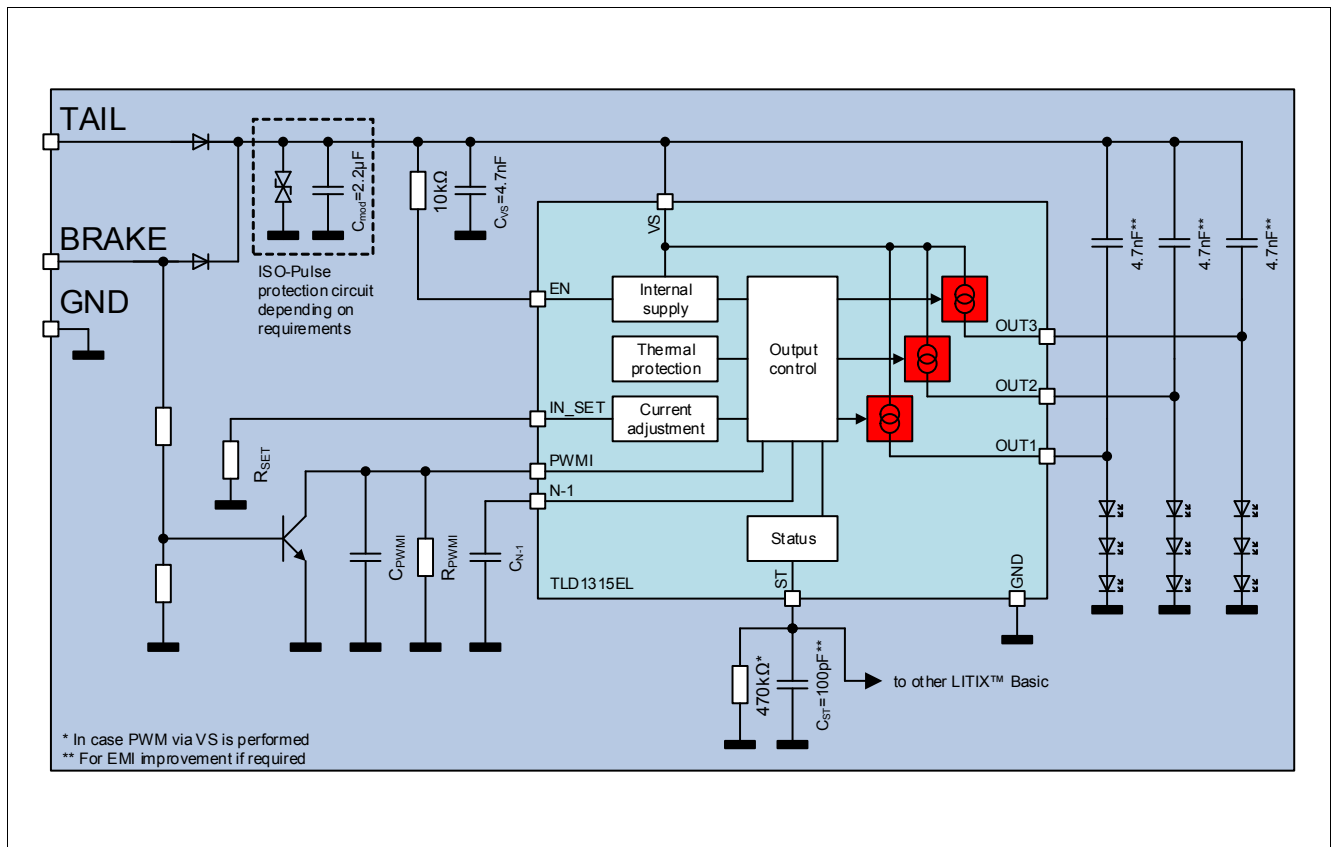 TAIL
BRAKE
GND
Cmod=2.2µF
ISO-Pulse
protection circuit
depending on
requirements
10kΩ
CVS=4.7nF
VS
4.7nF**
4.7nF**
4.7nF**
EN
Internal
supply
Thermal
protection
Output
control
IN_SET
Current
adjustment
PWMI
N-1
OUT3
OUT2
OUT1
RSET
CPWMI
RPWMI
CN-1
Status
TLD1315EL
ST
GND
470kΩ*
CST=100pF**
to other LITIX™ Basic
* In case PWM via VS is performed
** For EMI improvement if required